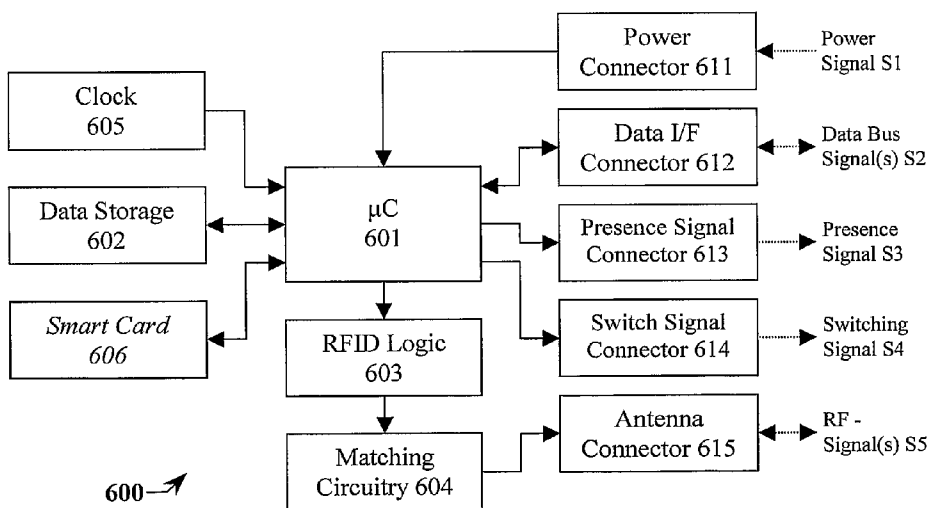 Power
Connector 611
Power
Signal S1
Clock
605
Data I/F
Connector 612
Data Bus
Signal(s) S2
Data Storage
602
μC
601
Presence Signal
Connector 613
Presence
Signal S3
Smart Card
606
RFID Logic
603
Switch Signal
Connector 614
Switching
Signal S4
Matching
Circuitry 604
Antenna
Connector 615
RF -
Signal(s) S5
600